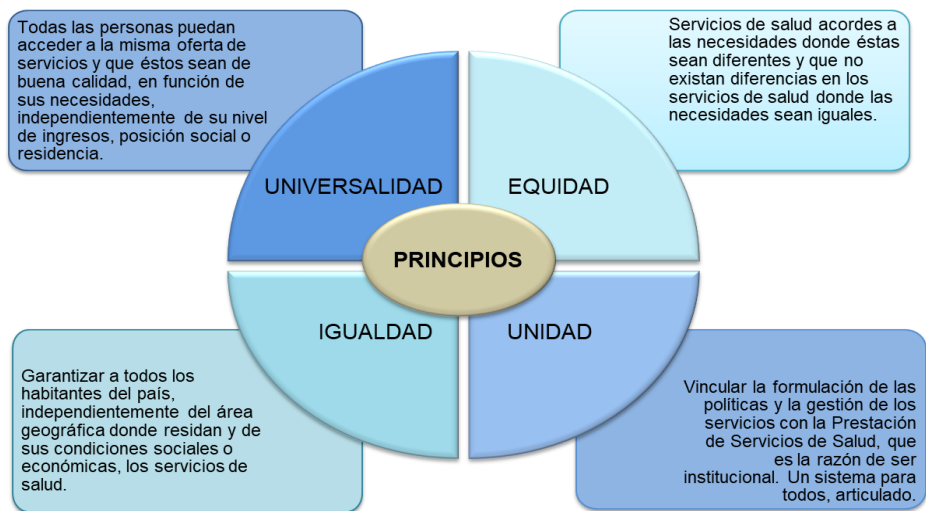 Todas las personas puedan
acceder a la misma oferta de
servicios y que éstos sean de
buena calidad, en función de
sus necesidades,
independientemente de su nivel
de ingresos, posición social o
residencia.
Servicios de salud acordes a
las necesidades donde éstas
sean diferentes y que no
existan diferencias en los
servicios de salud donde las
necesidades sean iguales.
UNIVERSALIDAD
EQUIDAD
PRINCIPIOS
IGUALDAD
UNIDAD
Garantizar a todos los
habitantes del país,
independientemente del área
geográfica donde residan y de
sus condiciones sociales o
económicas, los servicios de
salud.
Vincular la formulación de las
políticas y la gestión de los
servicios con la Prestación
de Servicios de Salud, que
es la razón de ser
institucional. Un sistema para
todos, articulado.